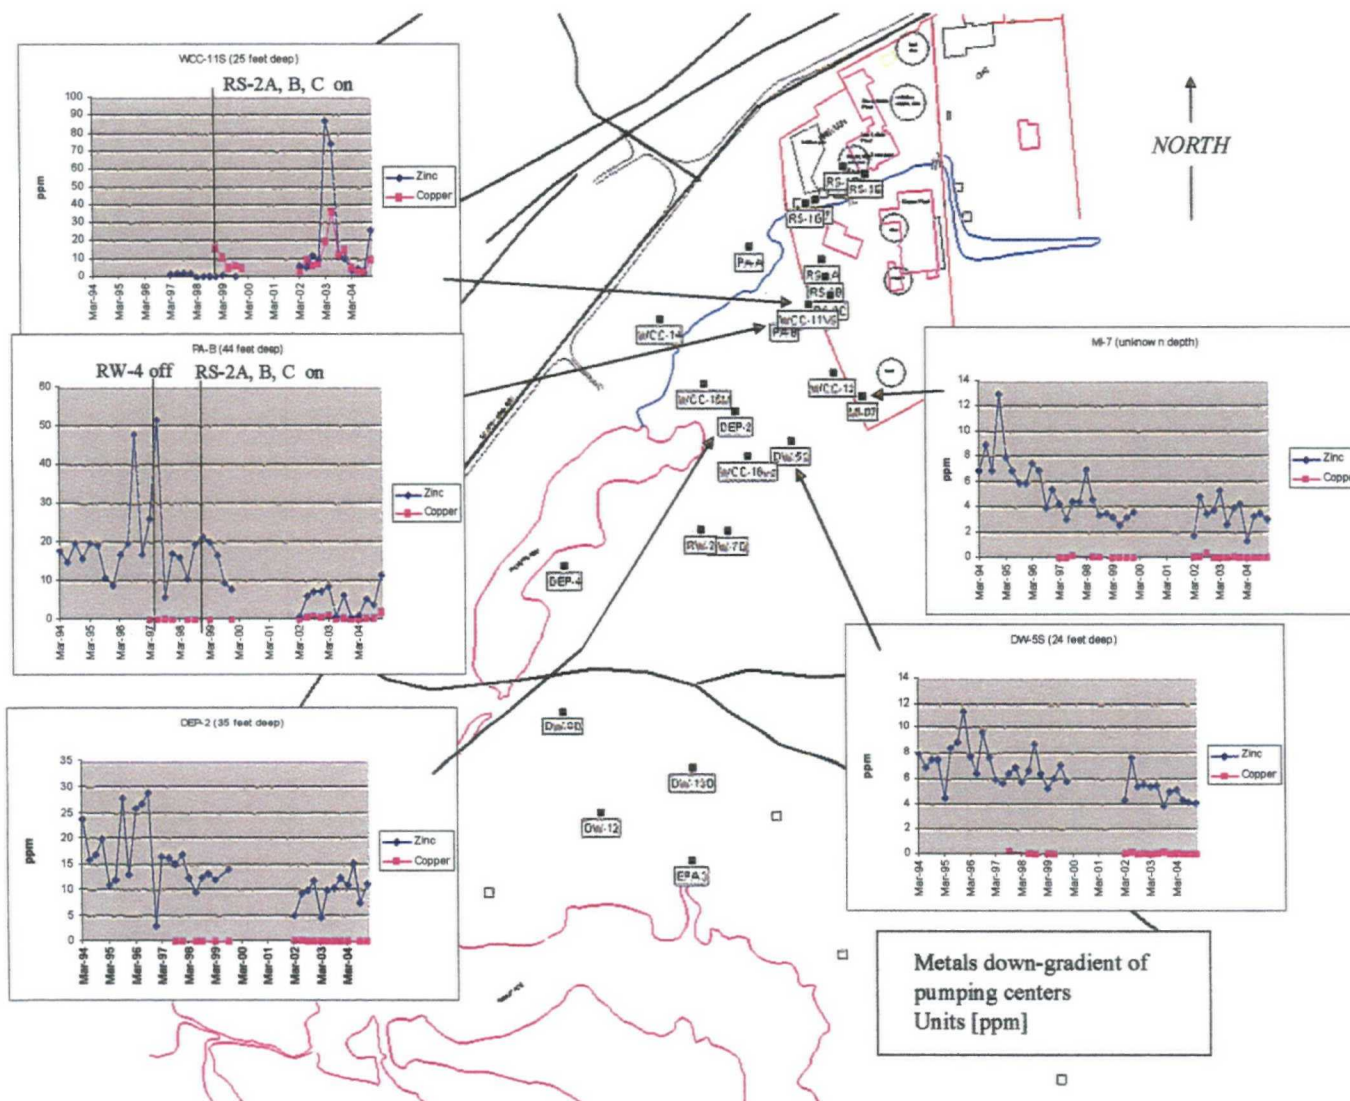 WCC-11S (25 feet deep)
RS-2A, B, C on
100
90
80
70
60
50
40
30
20
10
0
ppm
Zinc
Copper
Mar-94
Mar-95
Mar-96
Mar-97
Mar-98
Mar-99
Mar-00
Mar-01
Mar-02
Mar-03
Mar-04
PA-B (44 feet deep)
RW-4 off
RS-2A, B, C on
60
50
40
30
20
10
0
Zinc
Copper
Mar-94
Mar-95
Mar-96
Mar-97
Mar-98
Mar-99
Mar-00
Mar-01
Mar-02
Mar-03
Mar-04
DEP-2 (35 feet deep)
35
30
25
20
15
10
5
0
ppm
Zinc
Copper
Mar-94
Mar-95
Mar-96
Mar-97
Mar-98
Mar-99
Mar-00
Mar-01
Mar-02
Mar-03
Mar-04
NORTH
RS-1E
RS-1G
PA-A
WCC-14
PA-B
WCC-13
MI-07
DEP-2
DW-5S
RW-2
DEP-4
DW-13D
DW-12
EPA-3
MI-7 (unknown depth)
14
12
10
8
6
4
2
0
ppm
Zinc
Copper
Mar-94
Mar-95
Mar-96
Mar-97
Mar-98
Mar-99
Mar-00
Mar-01
Mar-02
Mar-03
Mar-04
DW-5S (24 feet deep)
14
12
10
8
6
4
2
0
ppm
Zinc
Copper
Mar-94
Mar-95
Mar-96
Mar-97
Mar-98
Mar-99
Mar-00
Mar-01
Mar-02
Mar-03
Mar-04
Metals down-gradient of
pumping centers
Units [ppm]